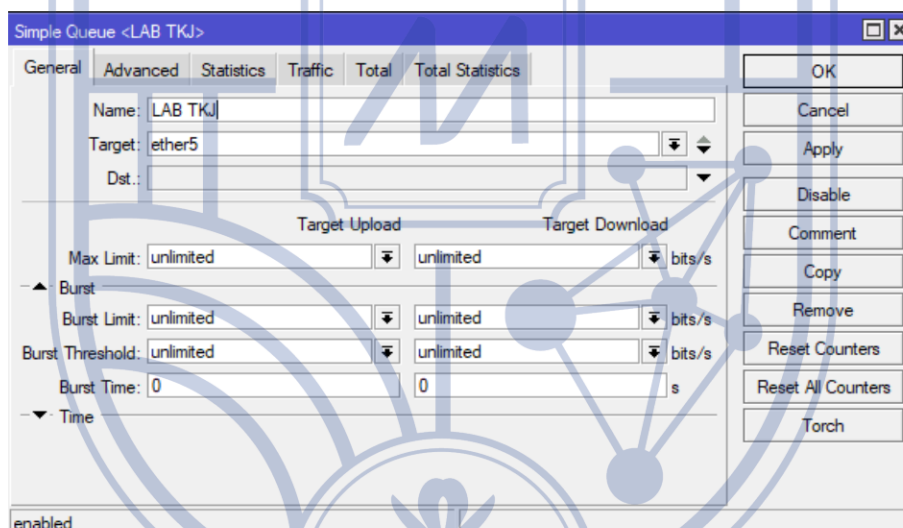 Simple Queue <LAB TKJ>
General Advanced Statistics Traffic Total Total Statistics
Name: LAB TKJ
Target: ether5
Dst.:
Target Upload Target Download
Max Limit: unlimited unlimited bits/s
Burst
Burst Limit: unlimited unlimited bits/s
Burst Threshold: unlimited unlimited bits/s
Burst Time: 0 0 s
Time
enabled
OK
Cancel
Apply
Disable
Comment
Copy
Remove
Reset Counters
Reset All Counters
Torch